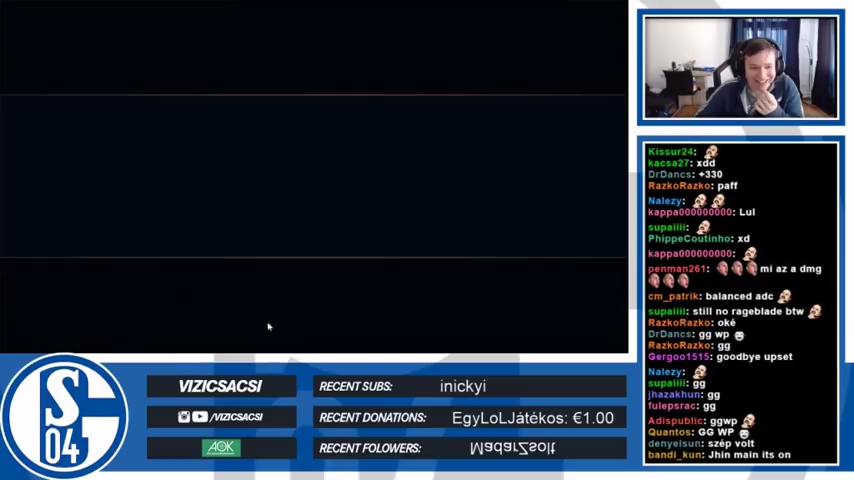 Kissur24:
kacsa27: xdd
DrDancs: +330
RazkoRazko: paff
Nalezy:
kappa000000000: Lul
supaiiii:
PhippeCoutinho: xd
kappa000000000:
penman261: mi az a dmg
cm_patrik: balanced adc
supaiiii: still no rageblade btw
RazkoRazko: oké
DrDancs: gg wp
RazkoRazko: gg
Gergoo1515: goodbye upset
Nalezy:
supaiiii: gg
jhazakhun: gg
fulepsrac: gg
Adispublic: ggwp
Quantos: GG WP
denyelsun: szép volt
bandi_kun: Jhin main its on
S
04
VIZICSACSI
/VIZICSACSI
AOK
RECENT SUBS: inickyi
RECENT DONATIONS: EgyLoLJátékos: €1.00
RECENT FOLOWERS: MadarZsolt